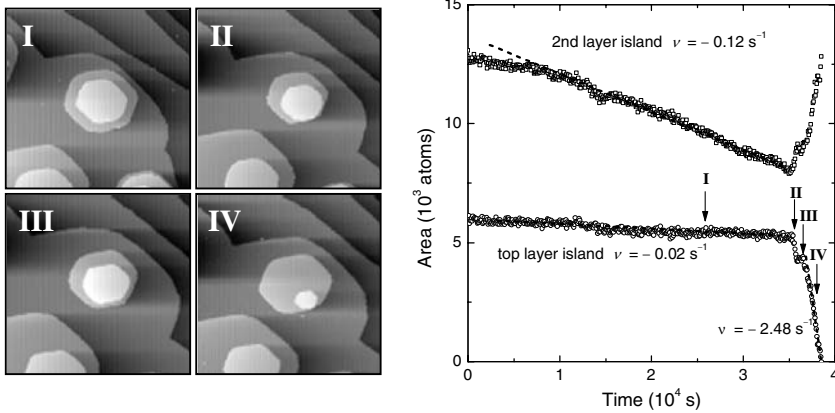 I
II
III
IV
15
10
5
0
Area (10³ atoms)
2nd layer island ν = − 0.12 s⁻¹
I
II
III
IV
top layer island ν = − 0.02 s⁻¹
ν = − 2.48 s⁻¹
0 1 2 3 4
Time (10⁴ s)